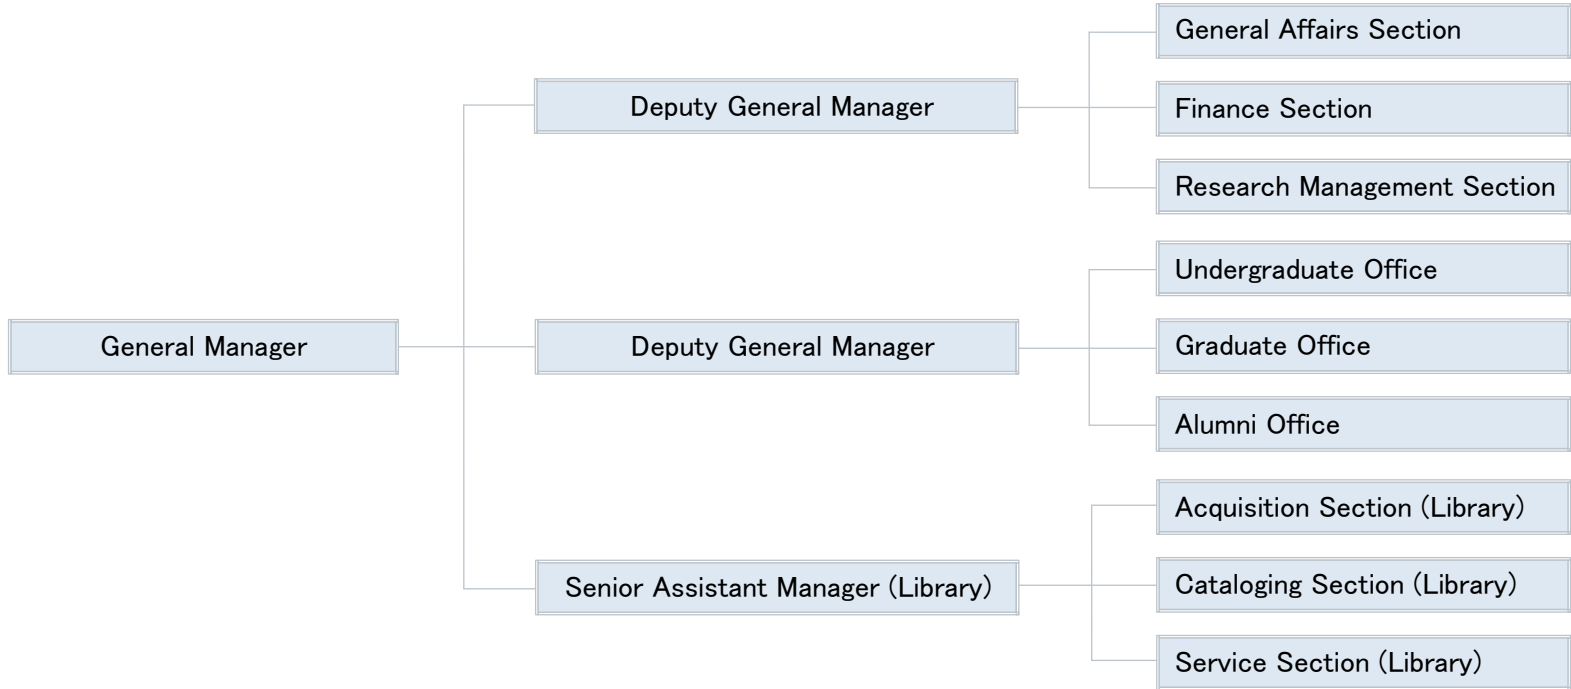 General Manager
Deputy General Manager
General Affairs Section
Finance Section
Research Management Section
Deputy General Manager
Undergraduate Office
Graduate Office
Alumni Office
Senior Assistant Manager (Library)
Acquisition Section (Library)
Cataloging Section (Library)
Service Section (Library)